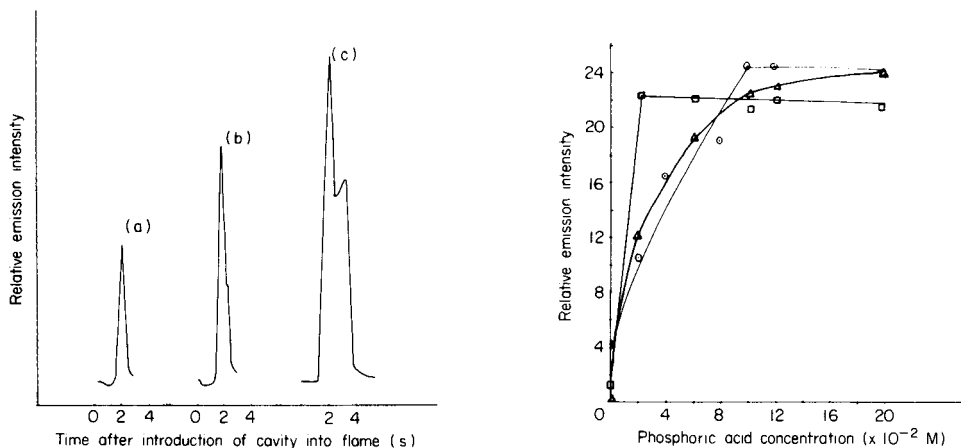 Relative emission intensity
(a)
(b)
(c)
0 2 4 0 2 4 2 4
Time after introduction of cavity into flame (s)
Relative emission intensity
24
20
16
12
8
4
0
0 4 8 12 16 20
Phosphoric acid concentration (x 10⁻² M)